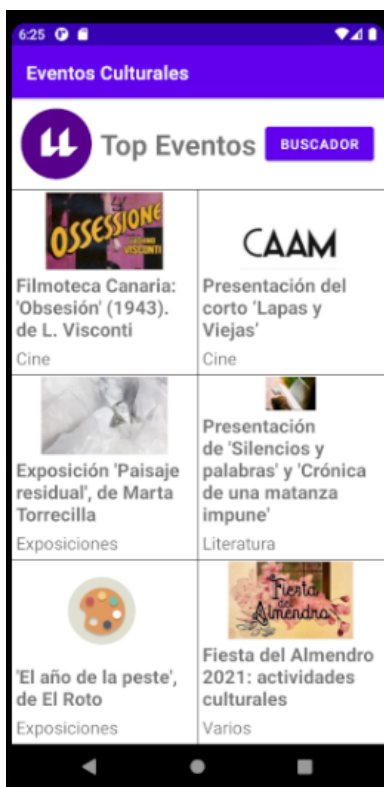 6:25
Eventos Culturales
Top Eventos
BUSCADOR
OSSESSIONE
LUCHINO
VISCONTI
Filmoteca Canaria:
'Obsesión' (1943).
de L. Visconti
Cine
CAAM
Presentación del
corto ‘Lapas y
Viejas’
Cine
Exposición 'Paisaje
residual', de Marta
Torrecilla
Exposiciones
Presentación
de 'Silencios y
palabras' y 'Crónica
de una matanza
impune'
Literatura
'El año de la peste',
de El Roto
Exposiciones
Fiesta
del
Almendro
Fiesta del Almendro
2021: actividades
culturales
Varios